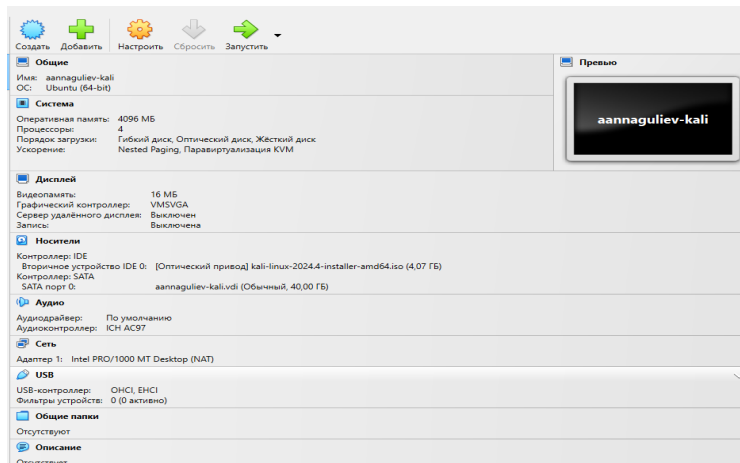 Создать Добавить Настроить Сбросить Запустить
Общие
Имя: aannaguliev-kali
ОС: Ubuntu (64-bit)
Превью
aannaguliev-kali
Система
Оперативная память: 4096 МБ
Процессоры: 4
Порядок загрузки: Гибкий диск, Оптический диск, Жёсткий диск
Ускорение: Nested Paging, Паравиртуализация KVM
Дисплей
Видеопамять: 16 МБ
Графический контроллер: VMSVGA
Сервер удалённого дисплея: Выключен
Запись: Выключена
Носители
Контроллер: IDE
Вторичное устройство IDE 0: [Оптический привод] kali-linux-2024.4-installer-amd64.iso (4,07 ГБ)
Контроллер: SATA
SATA порт 0: aannaguliev-kali.vdi (Обычный, 40,00 ГБ)
Аудио
Аудиодрайвер: По умолчанию
Аудиоконтроллер: ICH AC97
Сеть
Адаптер 1: Intel PRO/1000 MT Desktop (NAT)
USB
USB-контроллер: OHCI, EHCI
Фильтры устройств: 0 (0 активно)
Общие папки
Отсутствуют
Описание
Отсутствует